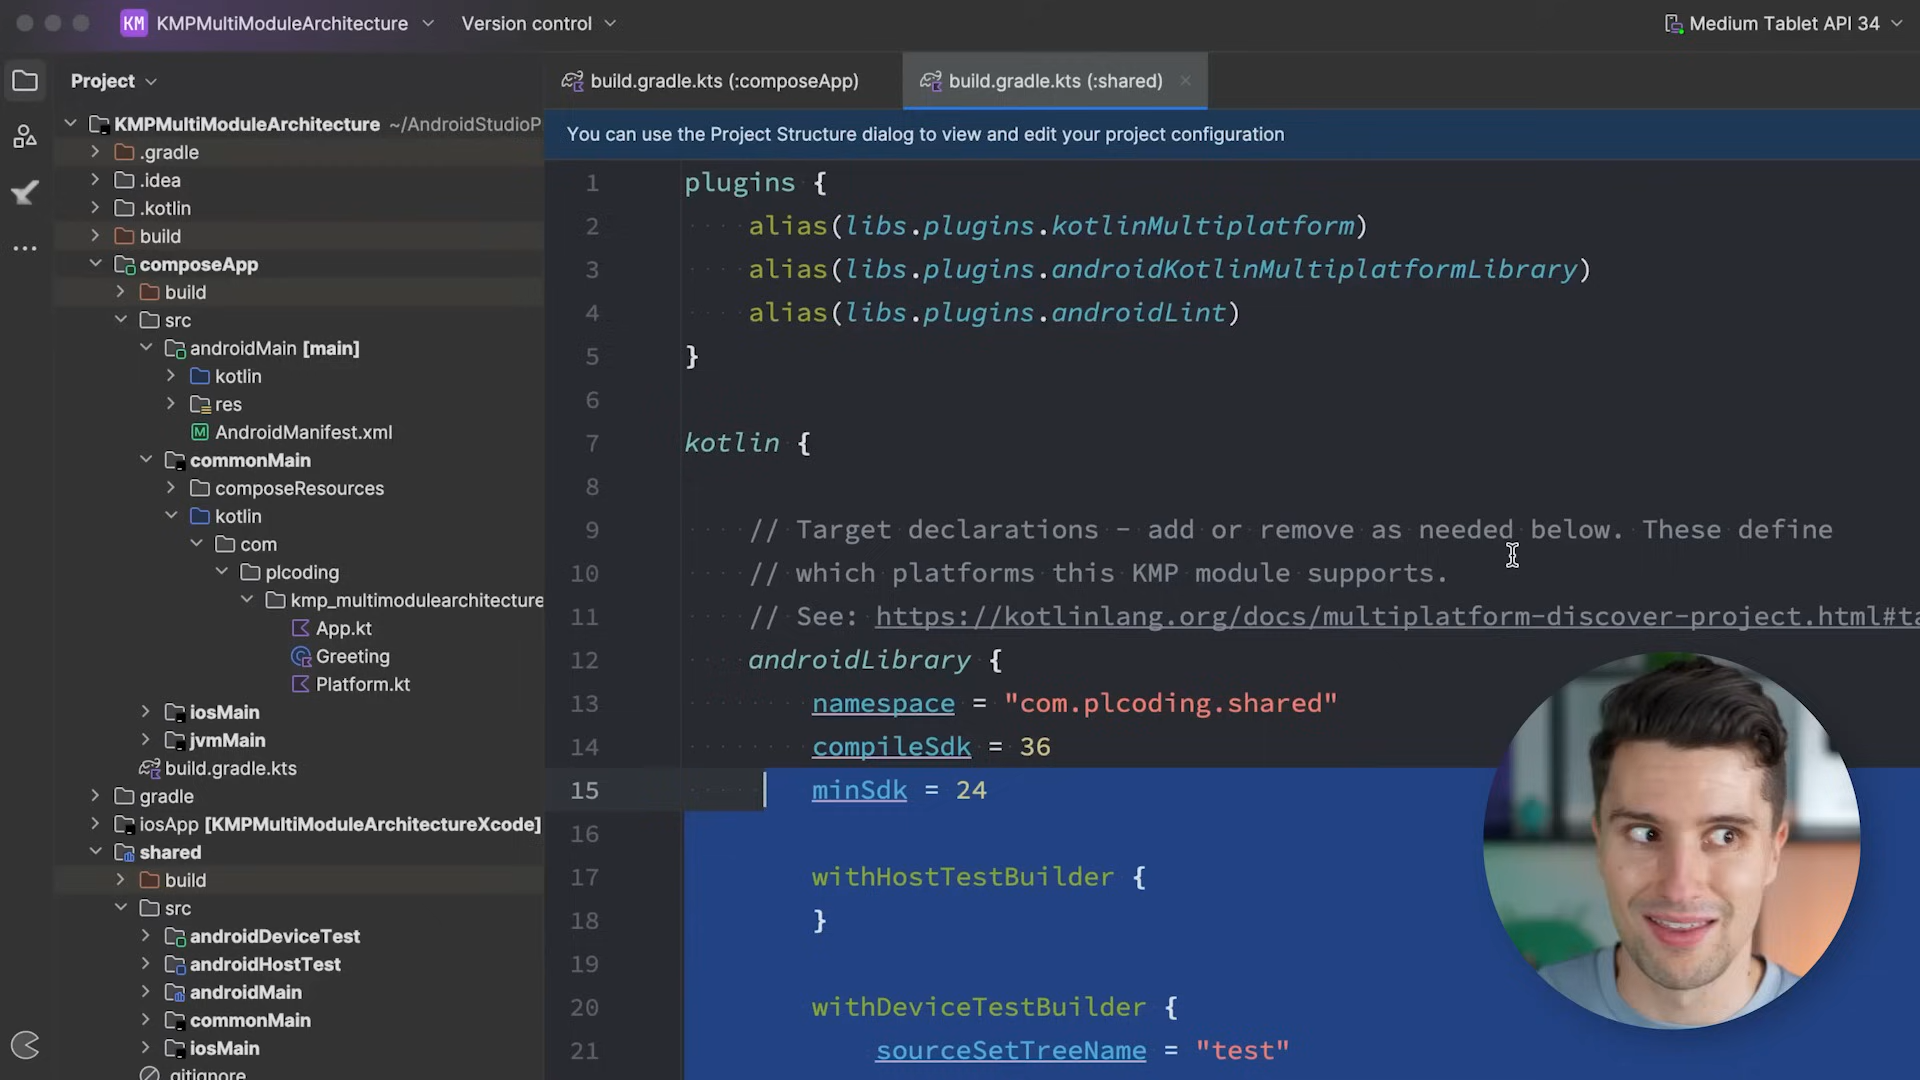 KM KMPMultiModuleArchitecture Version control Medium Tablet API 34
Project
KMPMultiModuleArchitecture ~/AndroidStudioP
.gradle
.idea
.kotlin
build
composeApp
build
src
androidMain [main]
kotlin
res
AndroidManifest.xml
commonMain
composeResources
kotlin
com
plcoding
kmp_multimodulearchitecture
App.kt
Greeting
Platform.kt
iosMain
jvmMain
build.gradle.kts
gradle
iosApp [KMPMultiModuleArchitectureXcode]
shared
build
src
androidDeviceTest
androidHostTest
androidMain
commonMain
iosMain
.gitignore
build.gradle.kts (:composeApp) build.gradle.kts (:shared)
You can use the Project Structure dialog to view and edit your project configuration
1 plugins {
2 alias(libs.plugins.kotlinMultiplatform)
3 alias(libs.plugins.androidKotlinMultiplatformLibrary)
4 alias(libs.plugins.androidLint)
5 }
6
7 kotlin {
8
9 // Target declarations - add or remove as needed below. These define
10 // which platforms this KMP module supports.
11 // See: https://kotlinlang.org/docs/multiplatform-discover-project.html#ta
12 androidLibrary {
13 namespace = "com.plcoding.shared"
14 compileSdk = 36
15 minSdk = 24
16
17 withHostTestBuilder {
18 }
19
20 withDeviceTestBuilder {
21 sourceSetTreeName = "test"